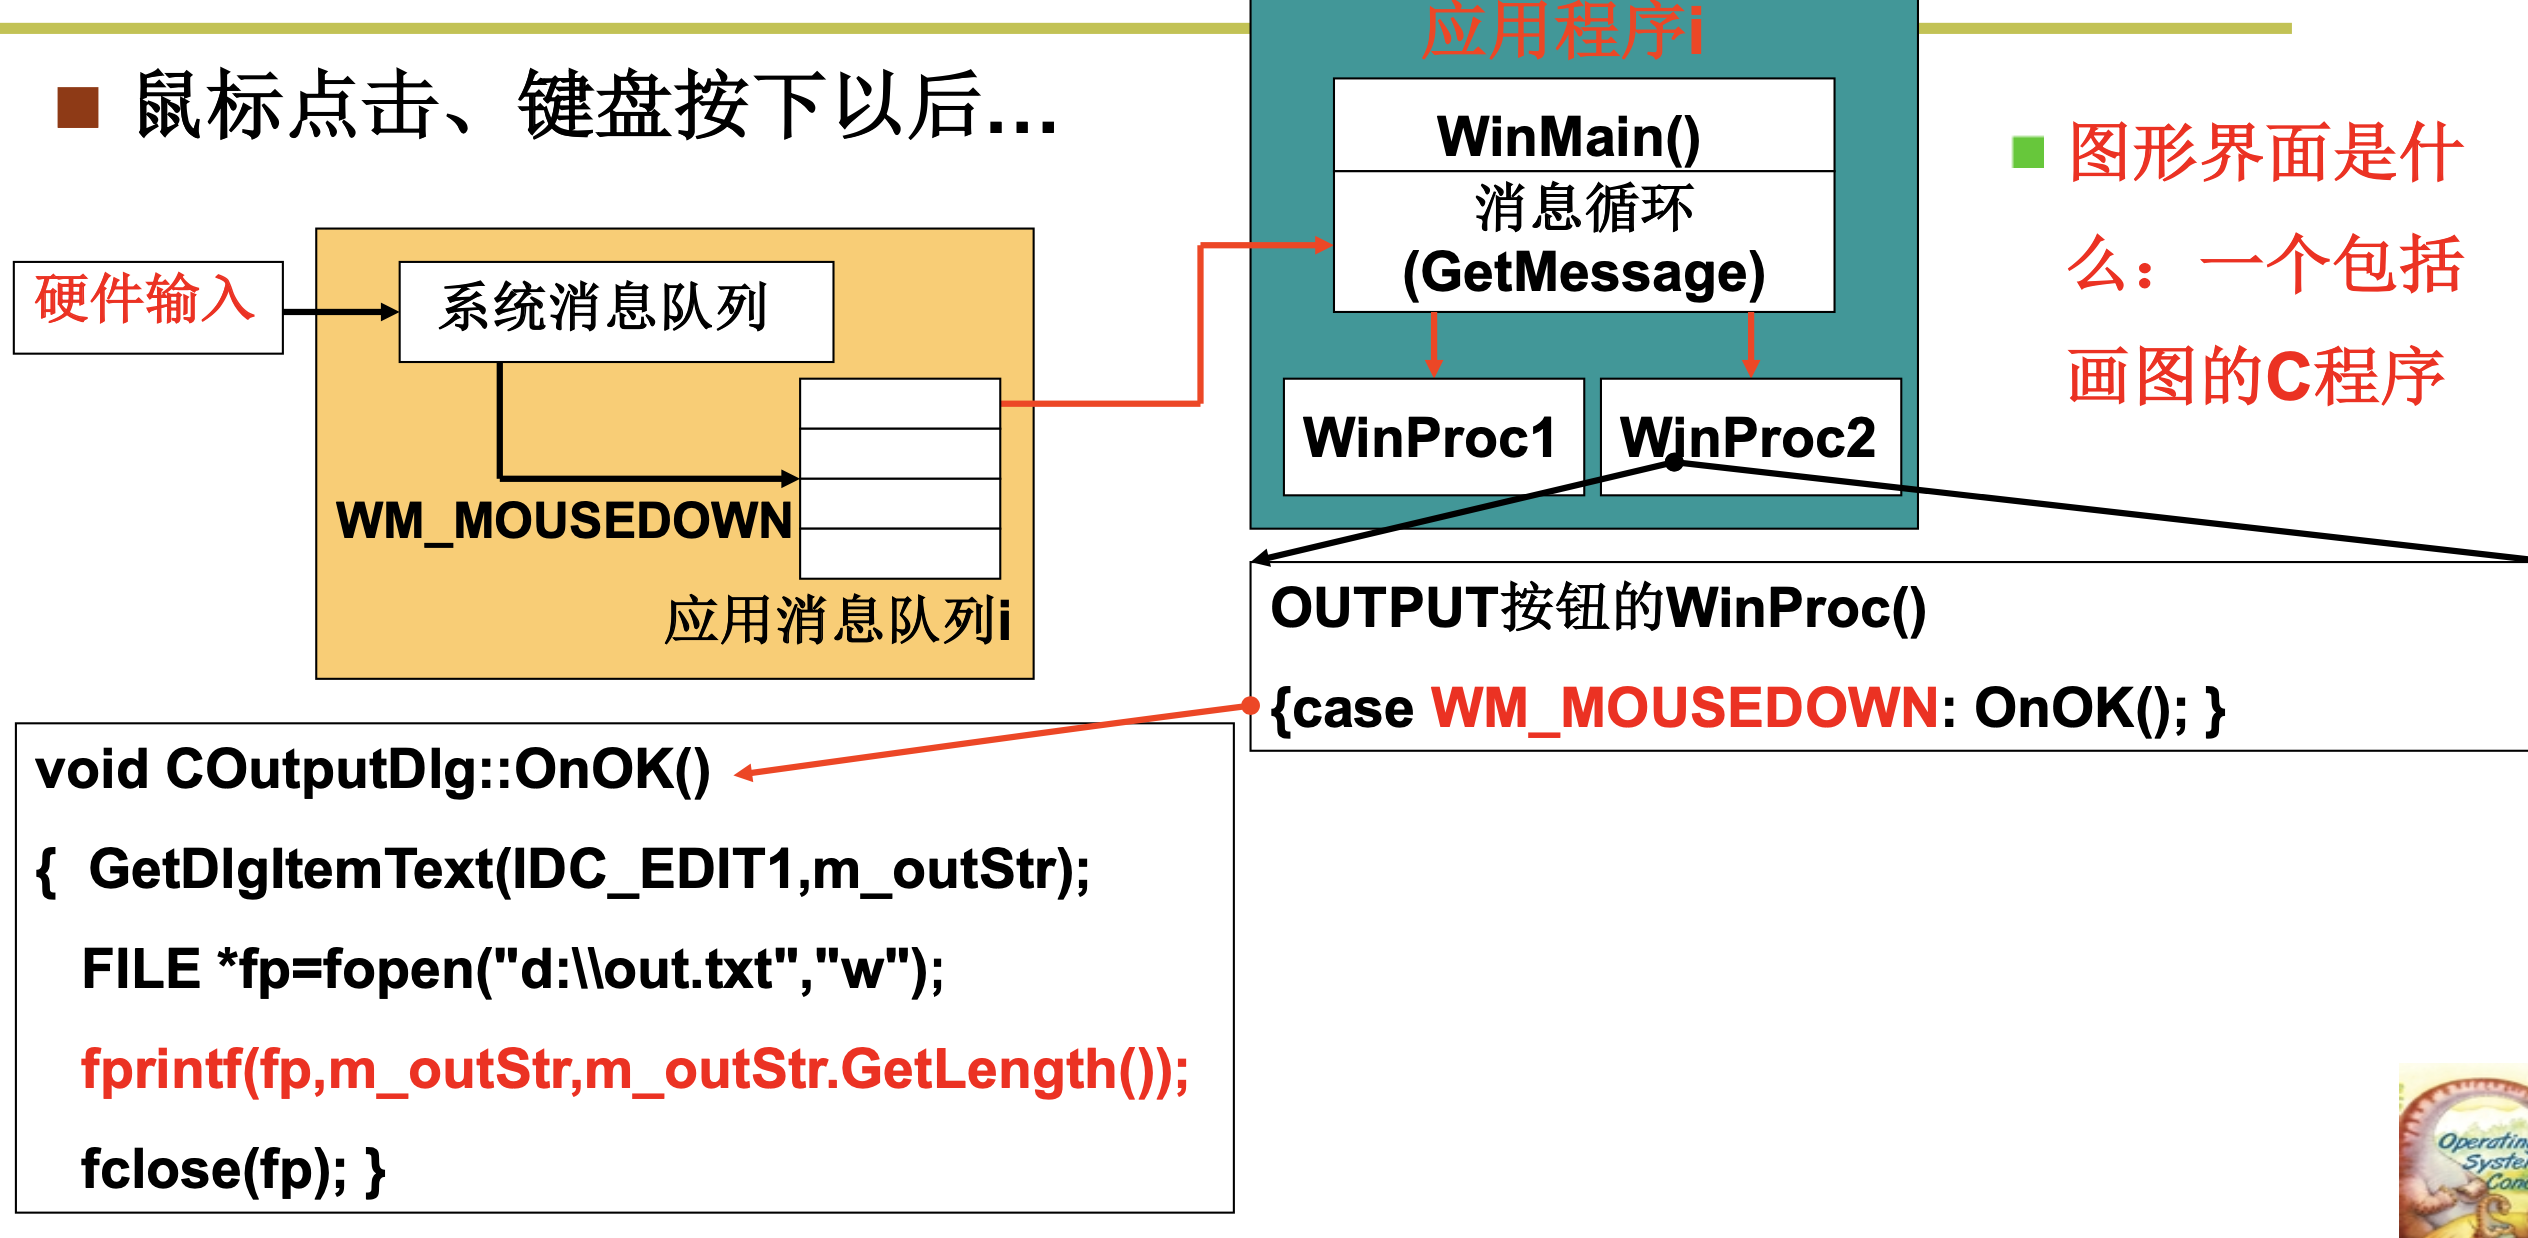 应用程序i
鼠标点击、键盘按下以后...
WinMain()
消息循环
(GetMessage)
图形界面是什
么：一个包括
画图的C程序
硬件输入
系统消息队列
WM_MOUSEDOWN
应用消息队列i
WinProc1
WinProc2
OUTPUT按钮的WinProc()
{case WM_MOUSEDOWN: OnOK(); }
void COutputDlg::OnOK()
{ GetDlgItemText(IDC_EDIT1,m_outStr);
FILE *fp=fopen("d:\\out.txt","w");
fprintf(fp,m_outStr,m_outStr.GetLength());
fclose(fp); }